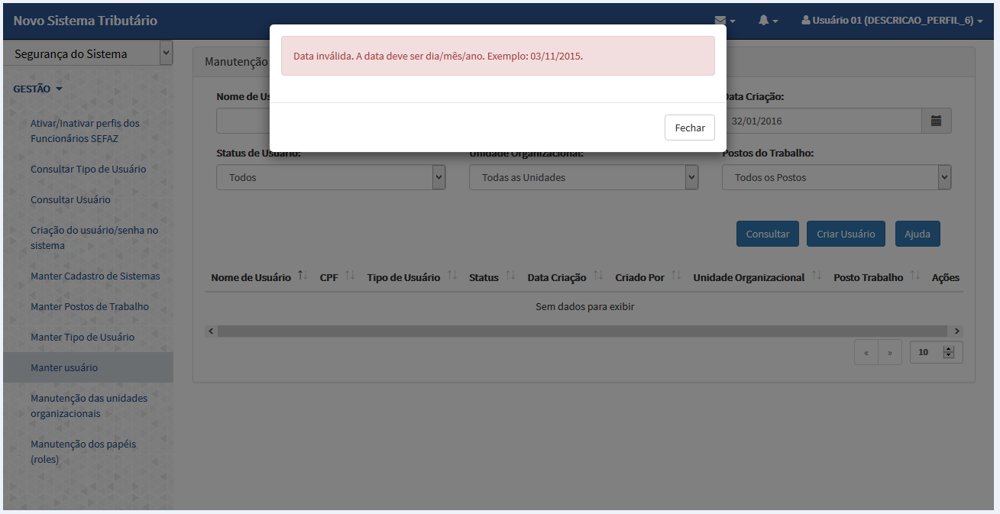 Novo Sistema Tributário
Usuário 01 (DESCRICAO_PERFIL_6)
Segurança do Sistema
GESTÃO
Ativar/Inativar perfis dos
Funcionários SEFAZ
Consultar Tipo de Usuário
Consultar Usuário
Criação do usuário/senha no
sistema
Manter Cadastro de Sistemas
Manter Postos de Trabalho
Manter Tipo de Usuário
Manter usuário
Manutenção das unidades
organizacionais
Manutenção dos papéis
(roles)
Data inválida. A data deve ser dia/mês/ano. Exemplo: 03/11/2015.
Fechar
Manutenção
Nome de Us
Data Criação:
32/01/2016
Status de Usuário:
Unidade Organizacional:
Postos do Trabalho:
Todos
Todas as Unidades
Todos os Postos
Consultar
Criar Usuário
Ajuda
Nome de Usuário CPF Tipo de Usuário Status Data Criação Criado Por Unidade Organizacional Posto Trabalho Ações
Sem dados para exibir
« » 10